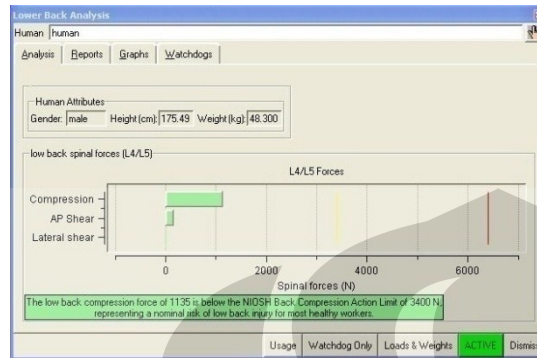 Lower Back Analysis
Human human
Analysis Reports Graphs Watchdogs
Human Attributes
Gender: male Height (cm): 175.49 Weight (kg): 48.300
low back spinal forces (L4/L5)
L4/L5 Forces
Compression
AP Shear
Lateral shear
0 2000 4000 6000
Spinal forces (N)
The low back compression force of 1135 is below the NIOSH Back Compression Action Limit of 3400 N,
representing a nominal risk of low back injury for most healthy workers.
Usage Watchdog Only Loads & Weights ACTIVE Dismiss